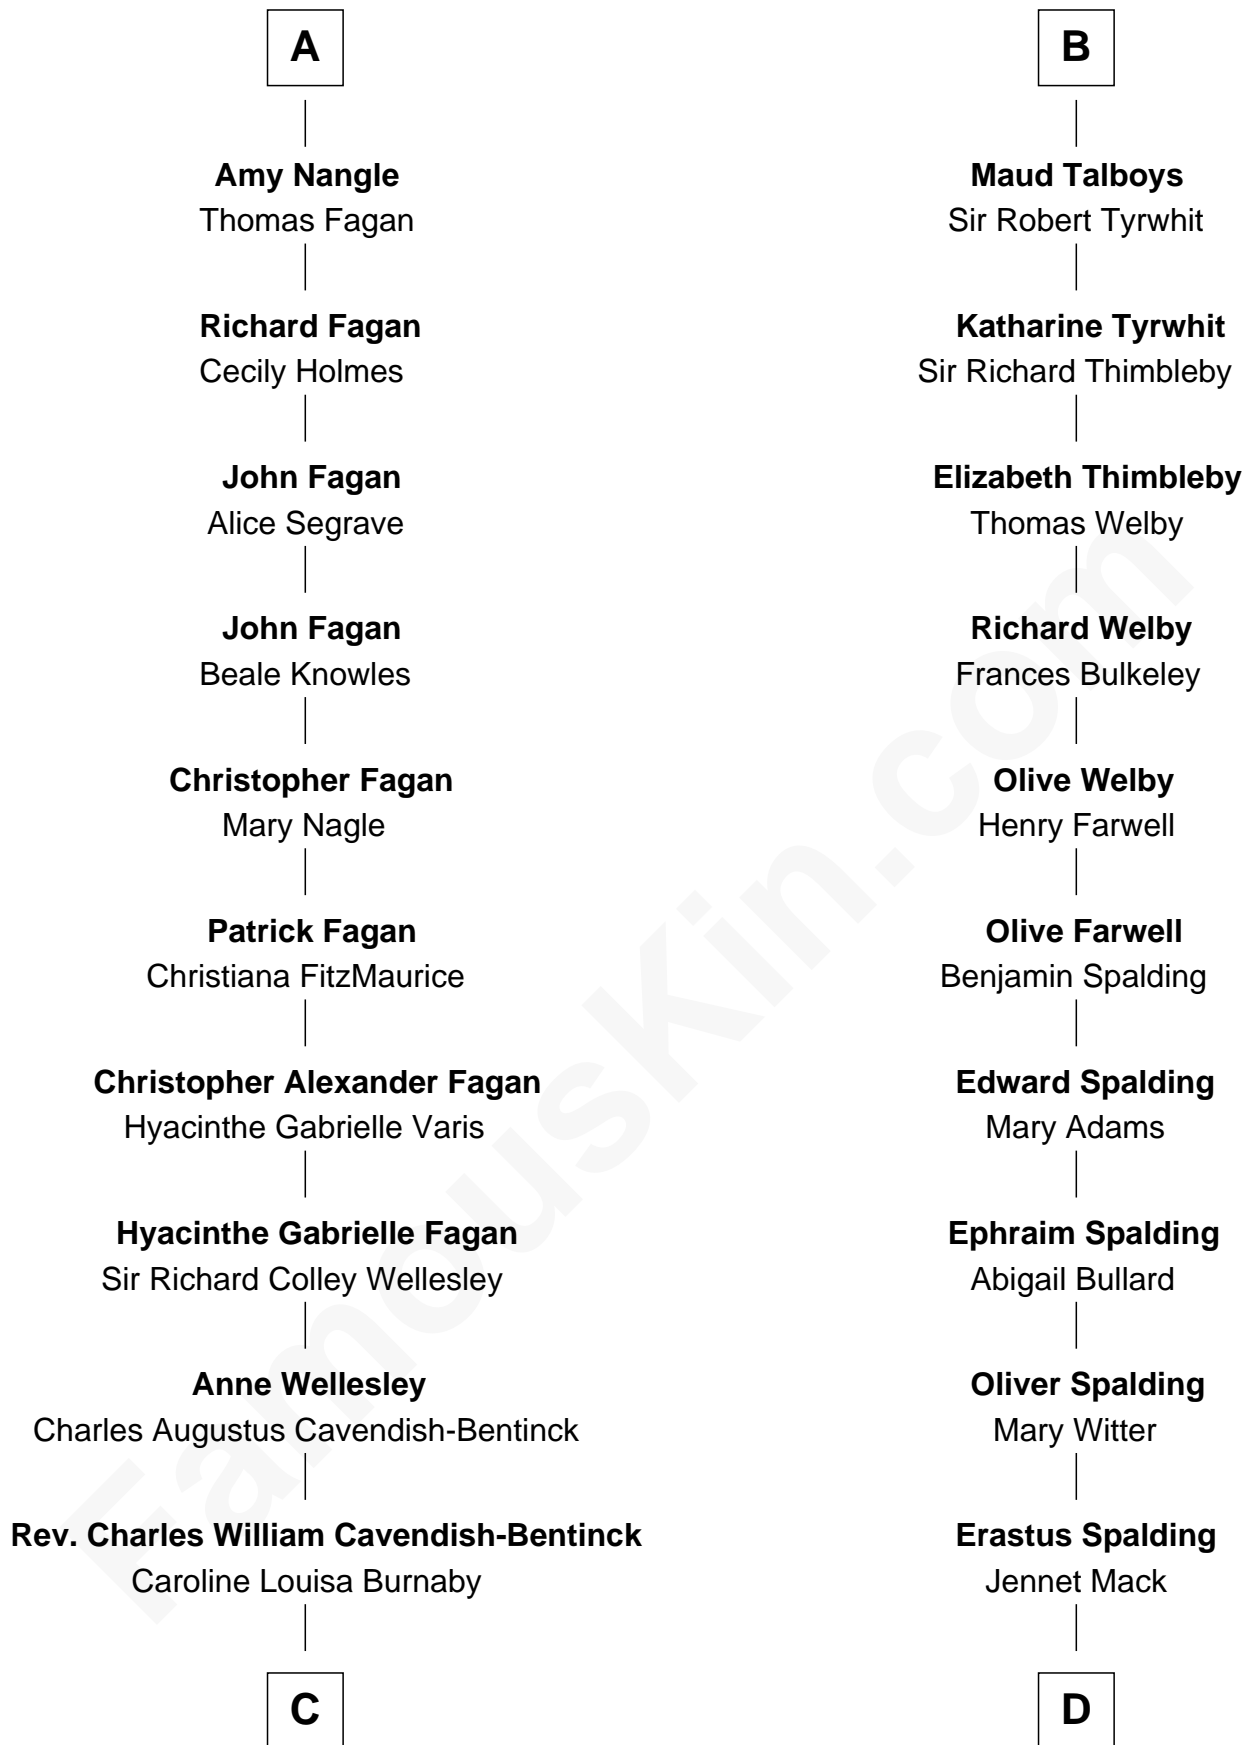 A
Amy Nangle
Thomas Fagan
Richard Fagan
Cecily Holmes
John Fagan
Alice Segrave
John Fagan
Beale Knowles
Christopher Fagan
Mary Nagle
Patrick Fagan
Christiana FitzMaurice
Christopher Alexander Fagan
Hyacinthe Gabrielle Varis
Hyacinthe Gabrielle Fagan
Sir Richard Colley Wellesley
Anne Wellesley
Charles Augustus Cavendish-Bentinck
Rev. Charles William Cavendish-Bentinck
Caroline Louisa Burnaby
C
B
Maud Talboys
Sir Robert Tyrwhit
Katharine Tyrwhit
Sir Richard Thimbleby
Elizabeth Thimbleby
Thomas Welby
Richard Welby
Frances Bulkeley
Olive Welby
Henry Farwell
Olive Farwell
Benjamin Spalding
Edward Spalding
Mary Adams
Ephraim Spalding
Abigail Bullard
Oliver Spalding
Mary Witter
Erastus Spalding
Jennet Mack
D
FamousKin.com